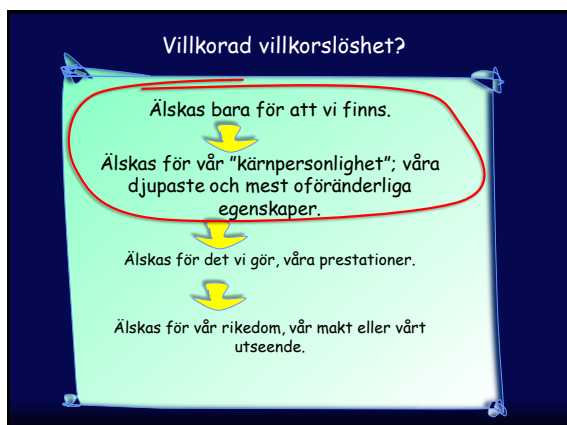 Villkorad villkorslöshet?
Älskas bara för att vi finns.
Älskas för vår ”kärnpersonlighet”; våra
djupaste och mest oföränderliga
egenskaper.
Älskas för det vi gör, våra prestationer.
Älskas för vår rikedom, vår makt eller vårt
utseende.